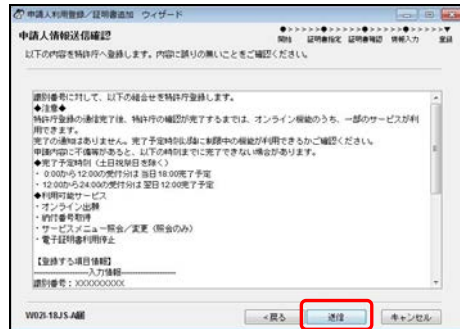 申請人利用登録／証明書追加 ウィザード
申請人情報送信確認
●>>>>>●>>>>>●>>>>>●>>>>>▼
開始 証明書指定 証明書確認 情報入力 登録
以下の内容を特許庁へ登録します。内容に誤りの無いことをご確認ください。
識別番号に対して、以下の組合せを特許庁登録します。
◆注意◆
特許庁登録の通信完了後、特許庁の確認が完了するまでは、オンライン機能のうち、一部のサービスが利
用できます。
完了の通知はありません。完了予定時刻以降に制限中の機能が利用できるかご確認ください。
申請内容に不備等があると、以下の時刻までに完了できない場合があります。
◆完了予定時刻（土日祝祭日を除く）
・ 0:00から12:00の受付分は当日18:00完了予定
・ 12:00から24:00の受付分は翌日12:00完了予定
◆利用可能サービス
・オンライン出願
・納付番号取得
・サービスメニュー照会／変更（照会のみ）
・電子証明書利用停止
【登録する項目情報】
----------------入力情報----------------
識別番号：XXXXXXXXX
W02I-18JS-A画 <戻る 送信 キャンセル